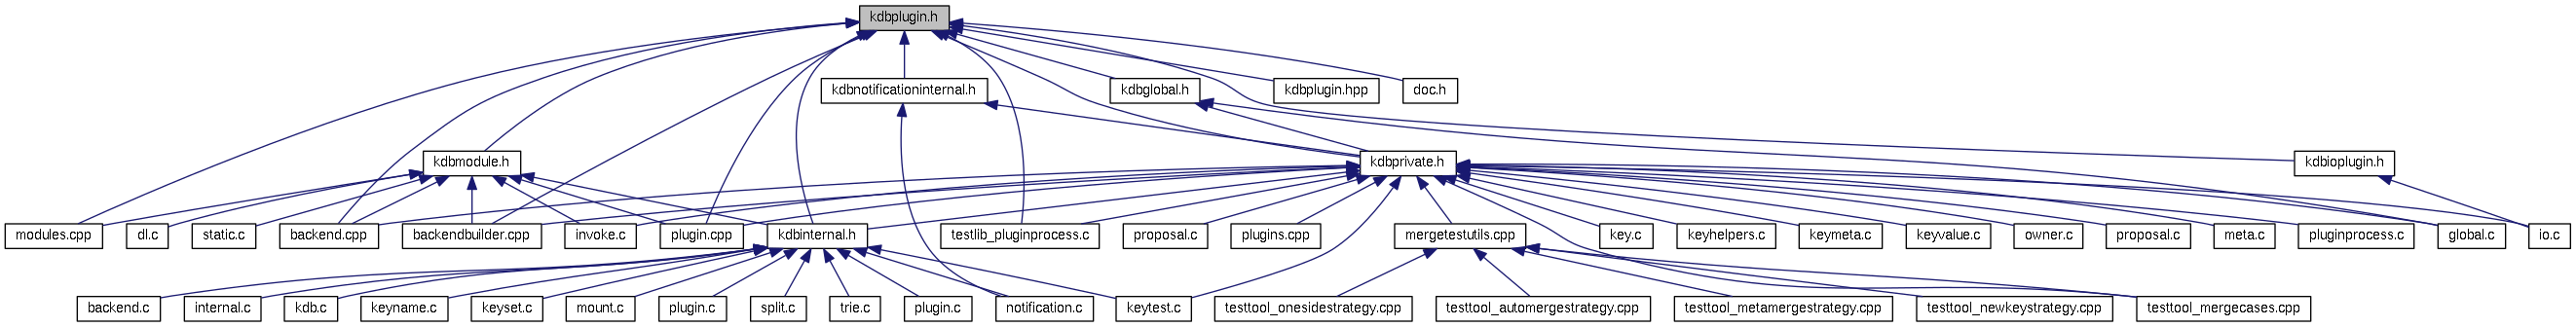 kdbplugin.h
kdbnotificationinternal.h
kdbglobal.h
kdbplugin.hpp
doc.h
kdbmodule.h
kdbprivate.h
kdbioplugin.h
modules.cpp
dl.c
static.c
backend.cpp
backendbuilder.cpp
invoke.c
plugin.cpp
kdbinternal.h
testlib_pluginprocess.c
proposal.c
plugins.cpp
mergetestutils.cpp
key.c
keyhelpers.c
keymeta.c
keyvalue.c
owner.c
proposal.c
meta.c
pluginprocess.c
global.c
io.c
backend.c
internal.c
kdb.c
keyname.c
keyset.c
mount.c
plugin.c
split.c
trie.c
plugin.c
notification.c
keytest.c
testtool_onesidestrategy.cpp
testtool_automergestrategy.cpp
testtool_metamergestrategy.cpp
testtool_newkeystrategy.cpp
testtool_mergecases.cpp